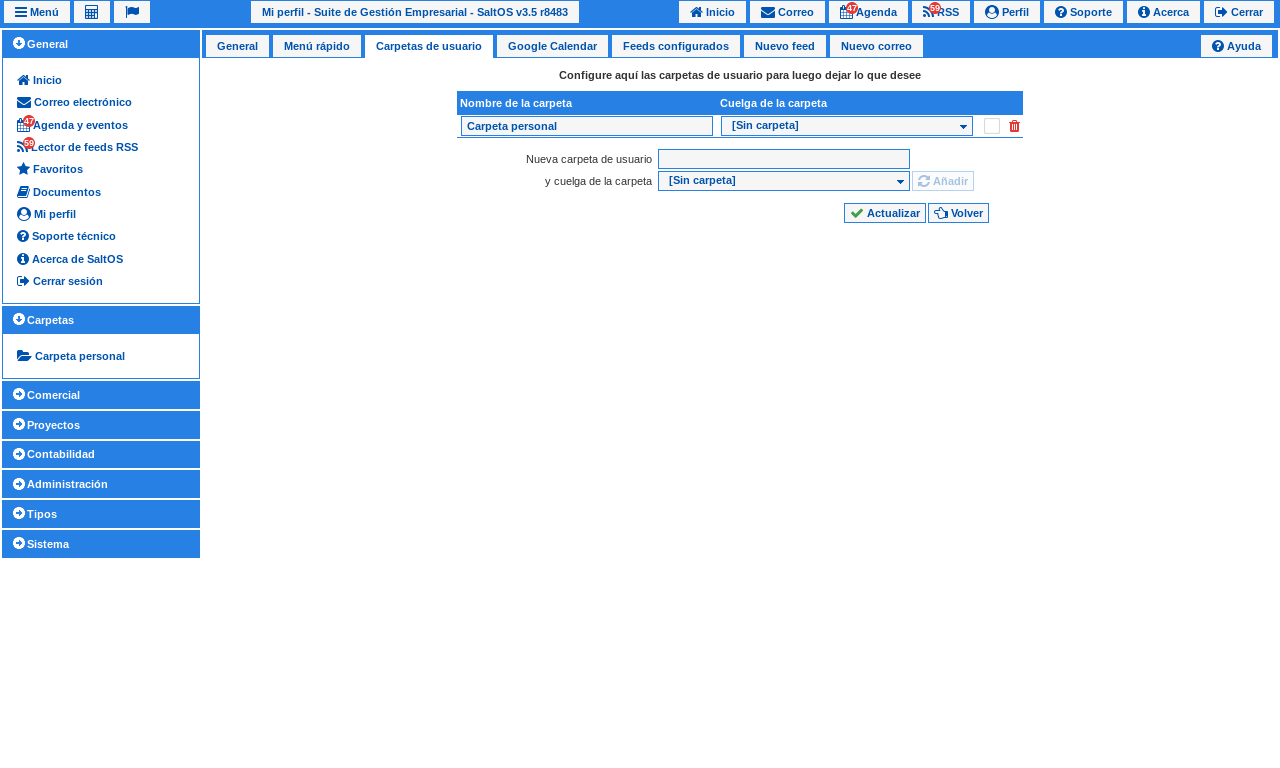 Menú
Mi perfil - Suite de Gestión Empresarial - SaltOS v3.5 r8483
Inicio
Correo
47 Agenda
59 RSS
Perfil
Soporte
Acerca
Cerrar
General
Inicio
Correo electrónico
47 Agenda y eventos
59 Lector de feeds RSS
Favoritos
Documentos
Mi perfil
Soporte técnico
Acerca de SaltOS
Cerrar sesión
Carpetas
Carpeta personal
Comercial
Proyectos
Contabilidad
Administración
Tipos
Sistema
General
Menú rápido
Carpetas de usuario
Google Calendar
Feeds configurados
Nuevo feed
Nuevo correo
Ayuda
Configure aquí las carpetas de usuario para luego dejar lo que desee
Nombre de la carpeta
Cuelga de la carpeta
Carpeta personal
[Sin carpeta]
Nueva carpeta de usuario
y cuelga de la carpeta
[Sin carpeta]
Añadir
Actualizar
Volver